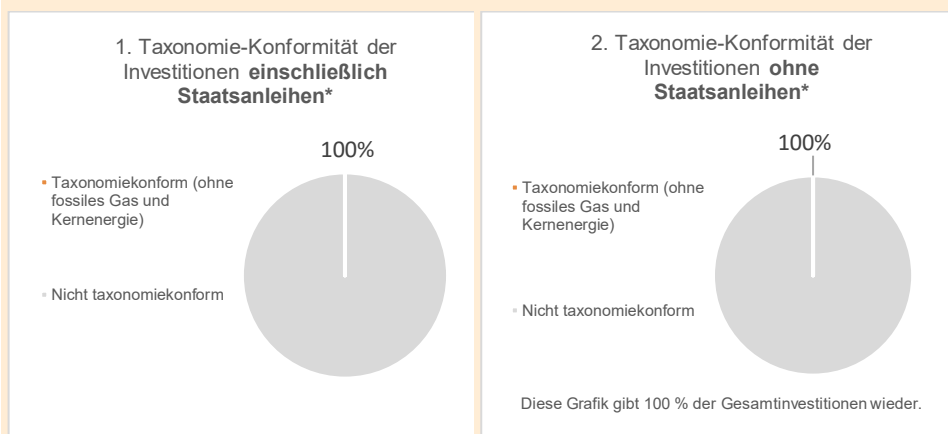 1. Taxonomie-Konformität der
Investitionen einschließlich
Staatsanleihen*
100%
Taxonomiekonform (ohne
fossiles Gas und
Kernenergie)
Nicht taxonomiekonform
2. Taxonomie-Konformität der
Investitionen ohne
Staatsanleihen*
100%
Taxonomiekonform (ohne
fossiles Gas und
Kernenergie)
Nicht taxonomiekonform
Diese Grafik gibt 100 % der Gesamtinvestitionen wieder.